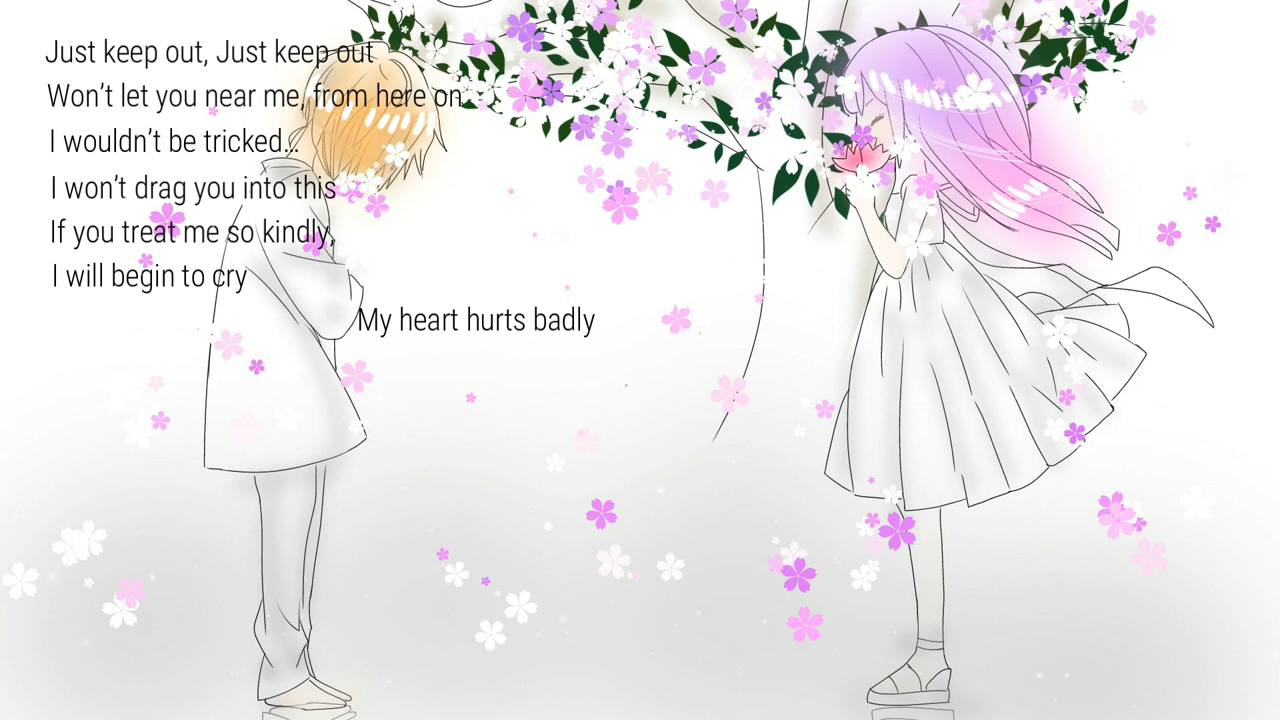 Just keep out, Just keep out
Won’t let you near me, from here on
I wouldn’t be tricked...
I won’t drag you into this
If you treat me so kindly,
I will begin to cry
My heart hurts badly